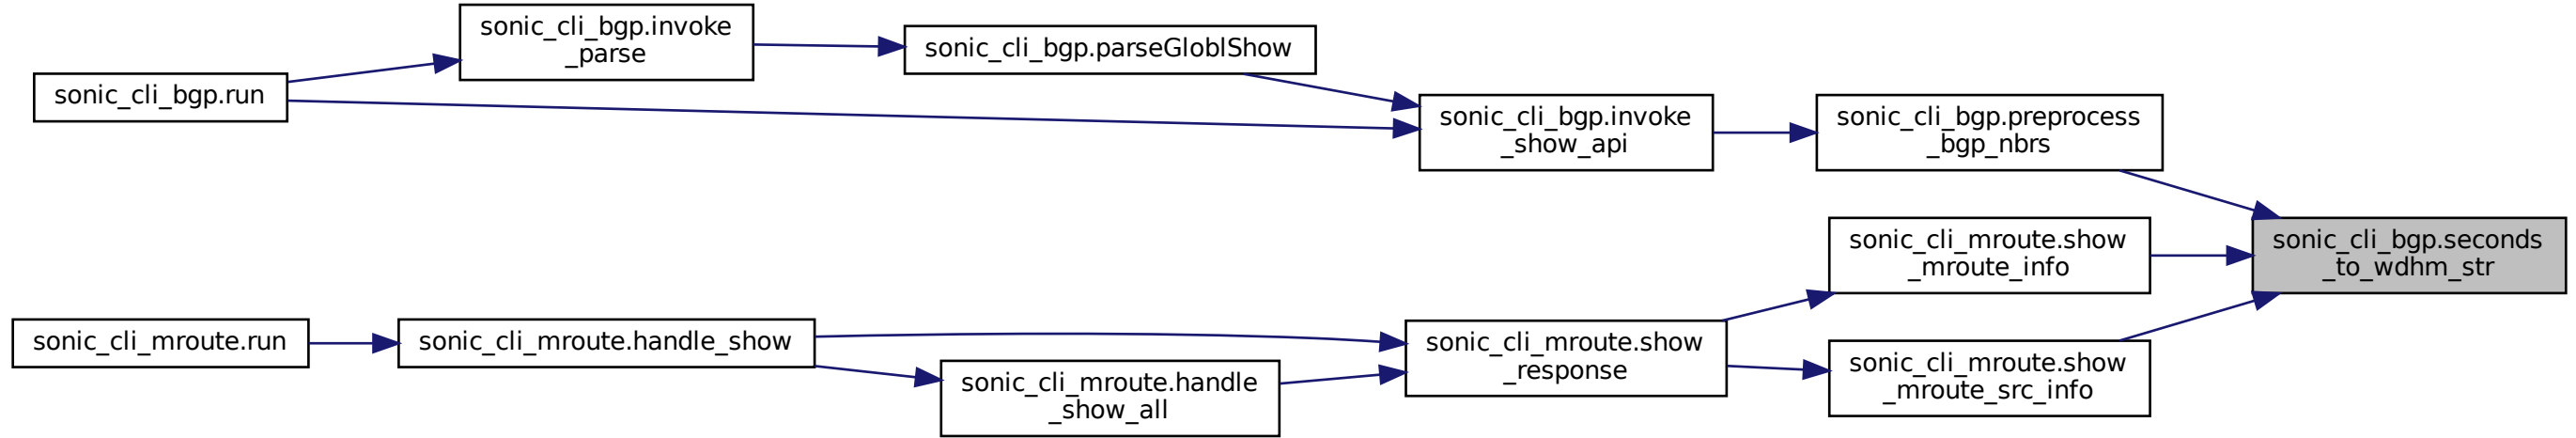 sonic_cli_bgp.invoke
_parse
sonic_cli_bgp.parseGloblShow
sonic_cli_bgp.run
sonic_cli_bgp.invoke
_show_api
sonic_cli_bgp.preprocess
_bgp_nbrs
sonic_cli_mroute.show
_mroute_info
sonic_cli_bgp.seconds
_to_wdhm_str
sonic_cli_mroute.run
sonic_cli_mroute.handle_show
sonic_cli_mroute.handle
_show_all
sonic_cli_mroute.show
_response
sonic_cli_mroute.show
_mroute_src_info